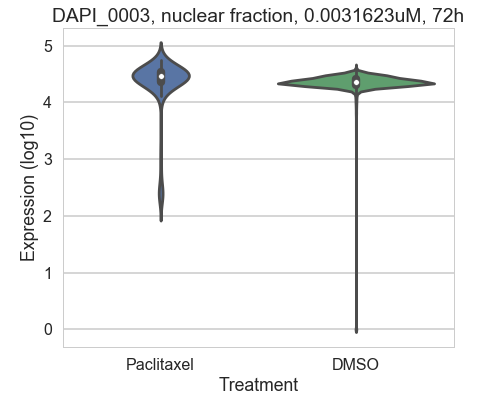 DAPI_0003, nuclear fraction, 0.0031623uM, 72h
Expression (log10)
5
4
3
2
1
0
Paclitaxel DMSO
Treatment